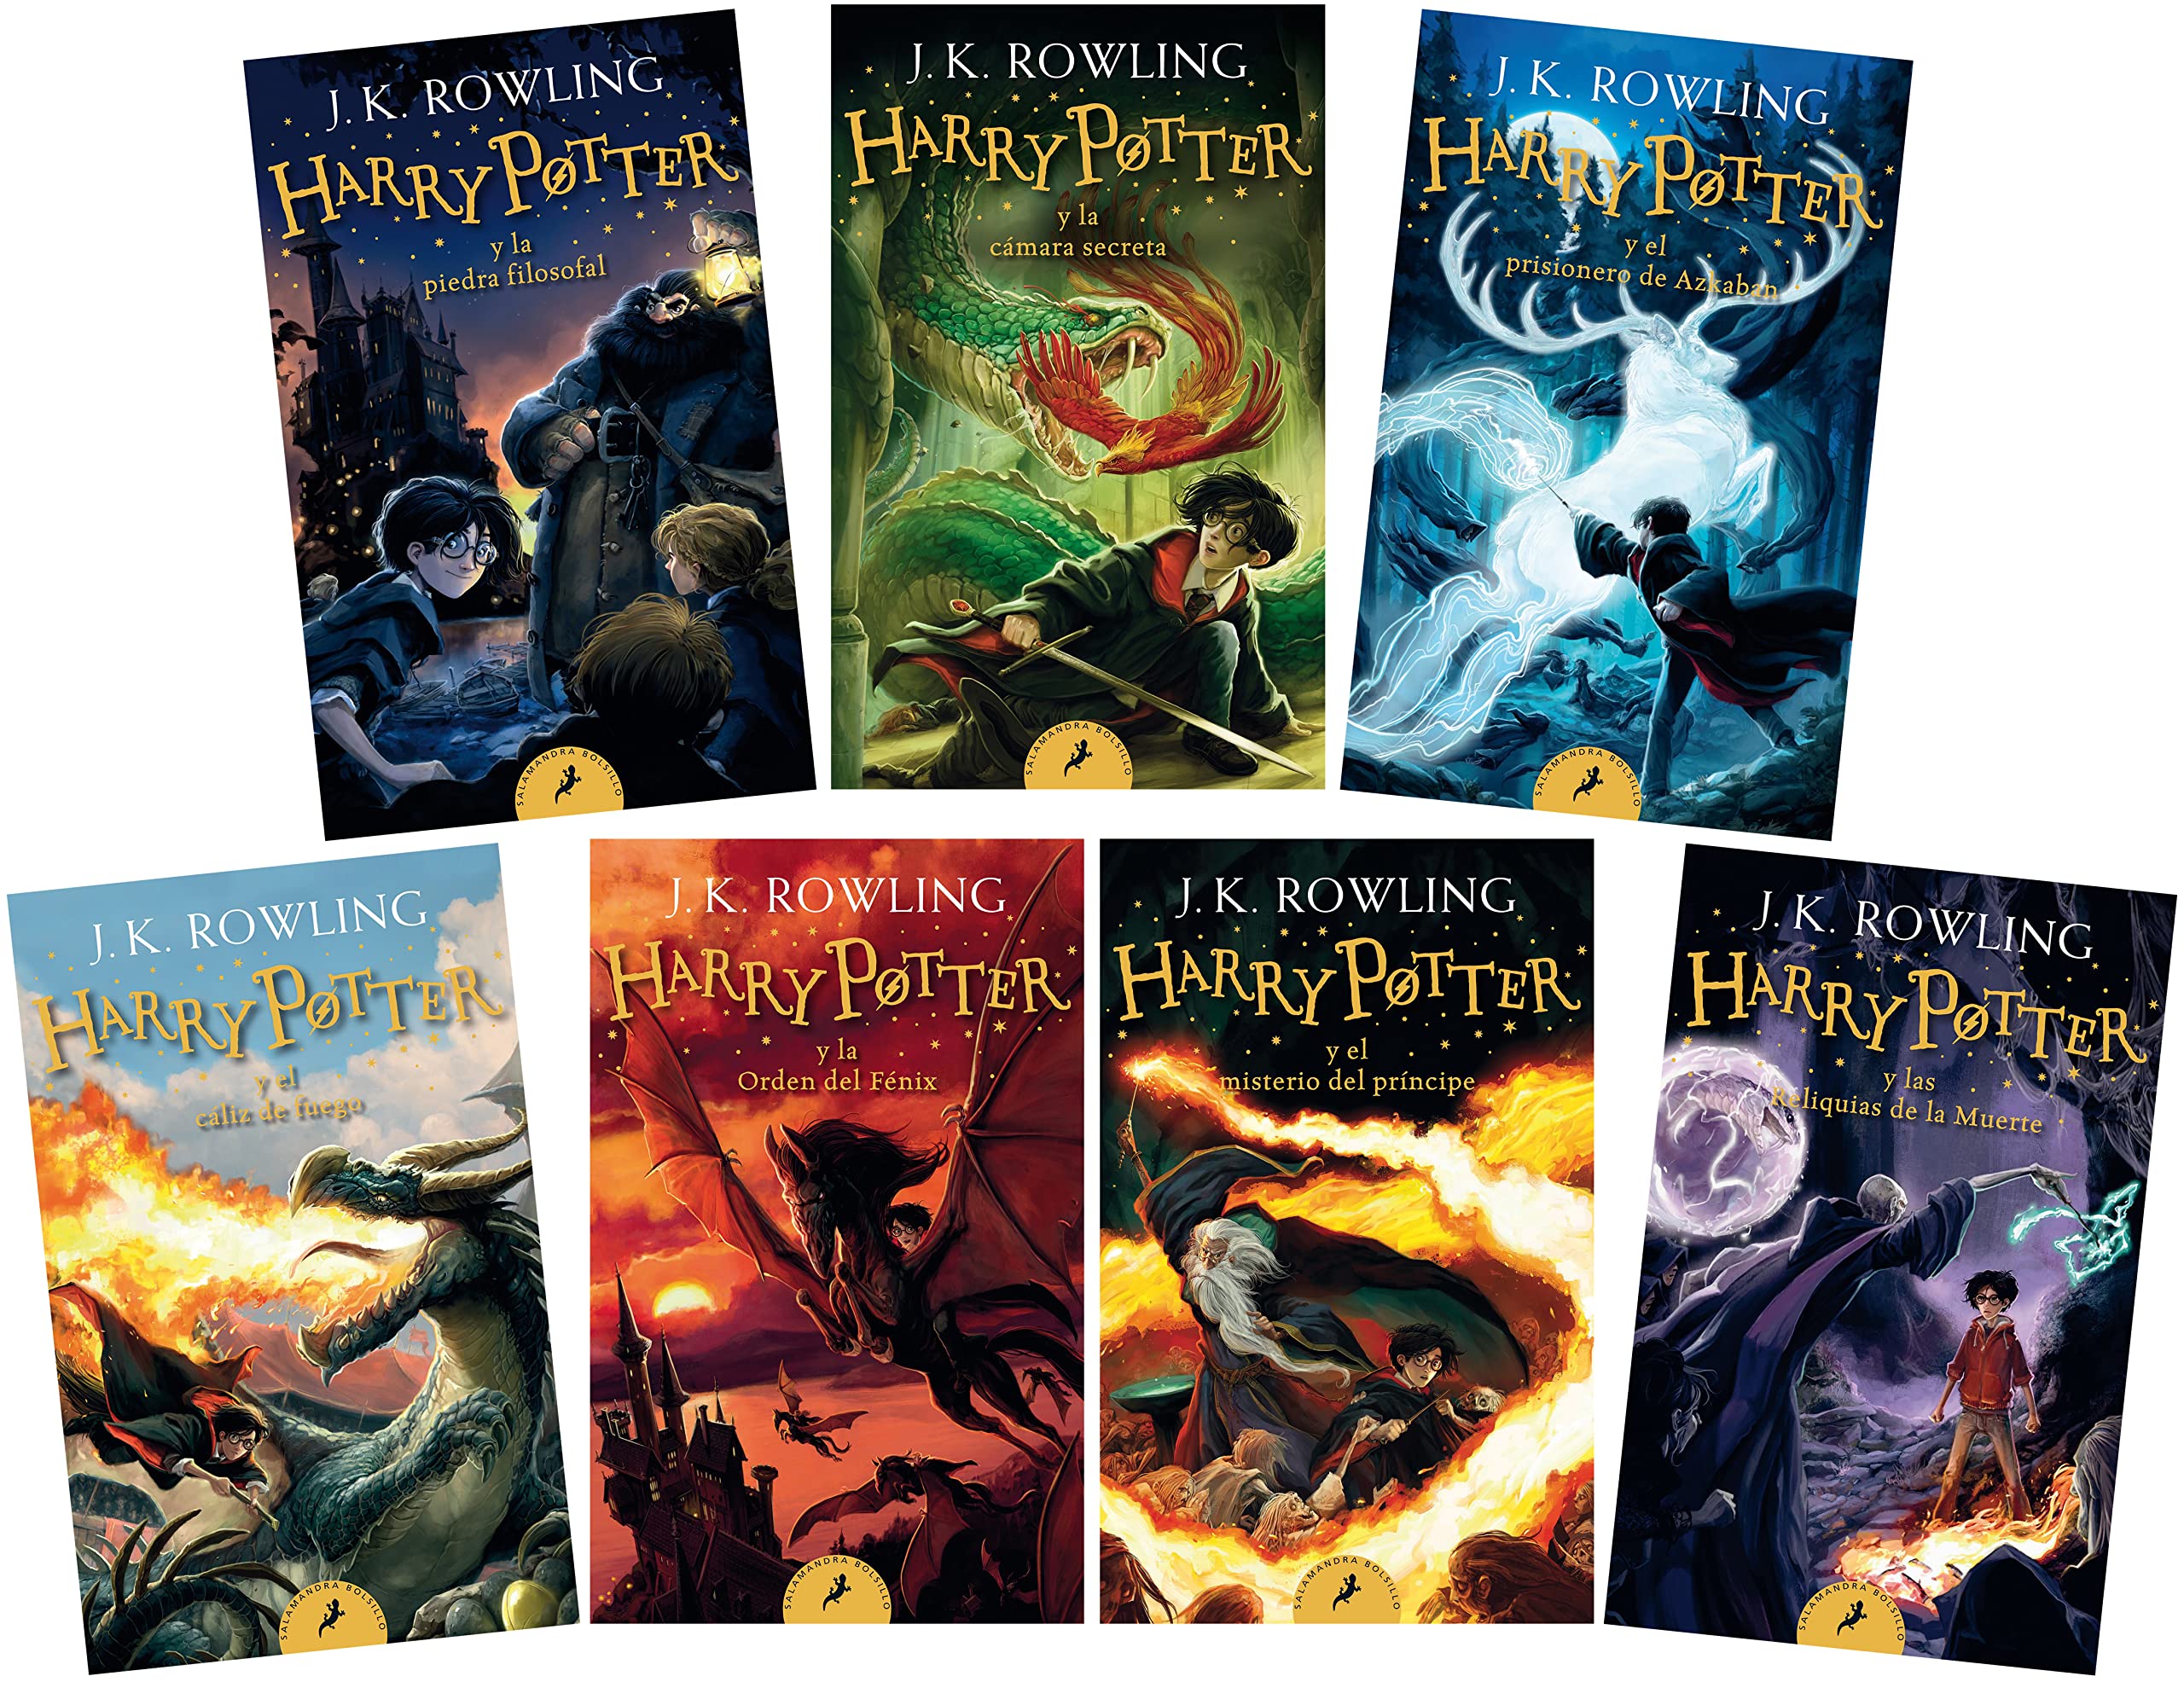 J. K. ROWLING
HARRY POTTER
y la
piedra filosofal
SALAMANDRA BOLSILLO
J. K. ROWLING
HARRY POTTER
y la
cámara secreta
SALAMANDRA BOLSILLO
J. K. ROWLING
HARRY POTTER
y el
prisionero de Azkaban
SALAMANDRA BOLSILLO
J. K. ROWLING
HARRY POTTER
y el
cáliz de fuego
SALAMANDRA BOLSILLO
J. K. ROWLING
HARRY POTTER
y la
Orden del Fénix
SALAMANDRA BOLSILLO
J. K. ROWLING
HARRY POTTER
y el
misterio del príncipe
SALAMANDRA BOLSILLO
J. K. ROWLING
HARRY POTTER
y las
Reliquias de la Muerte
SALAMANDRA BOLSILLO